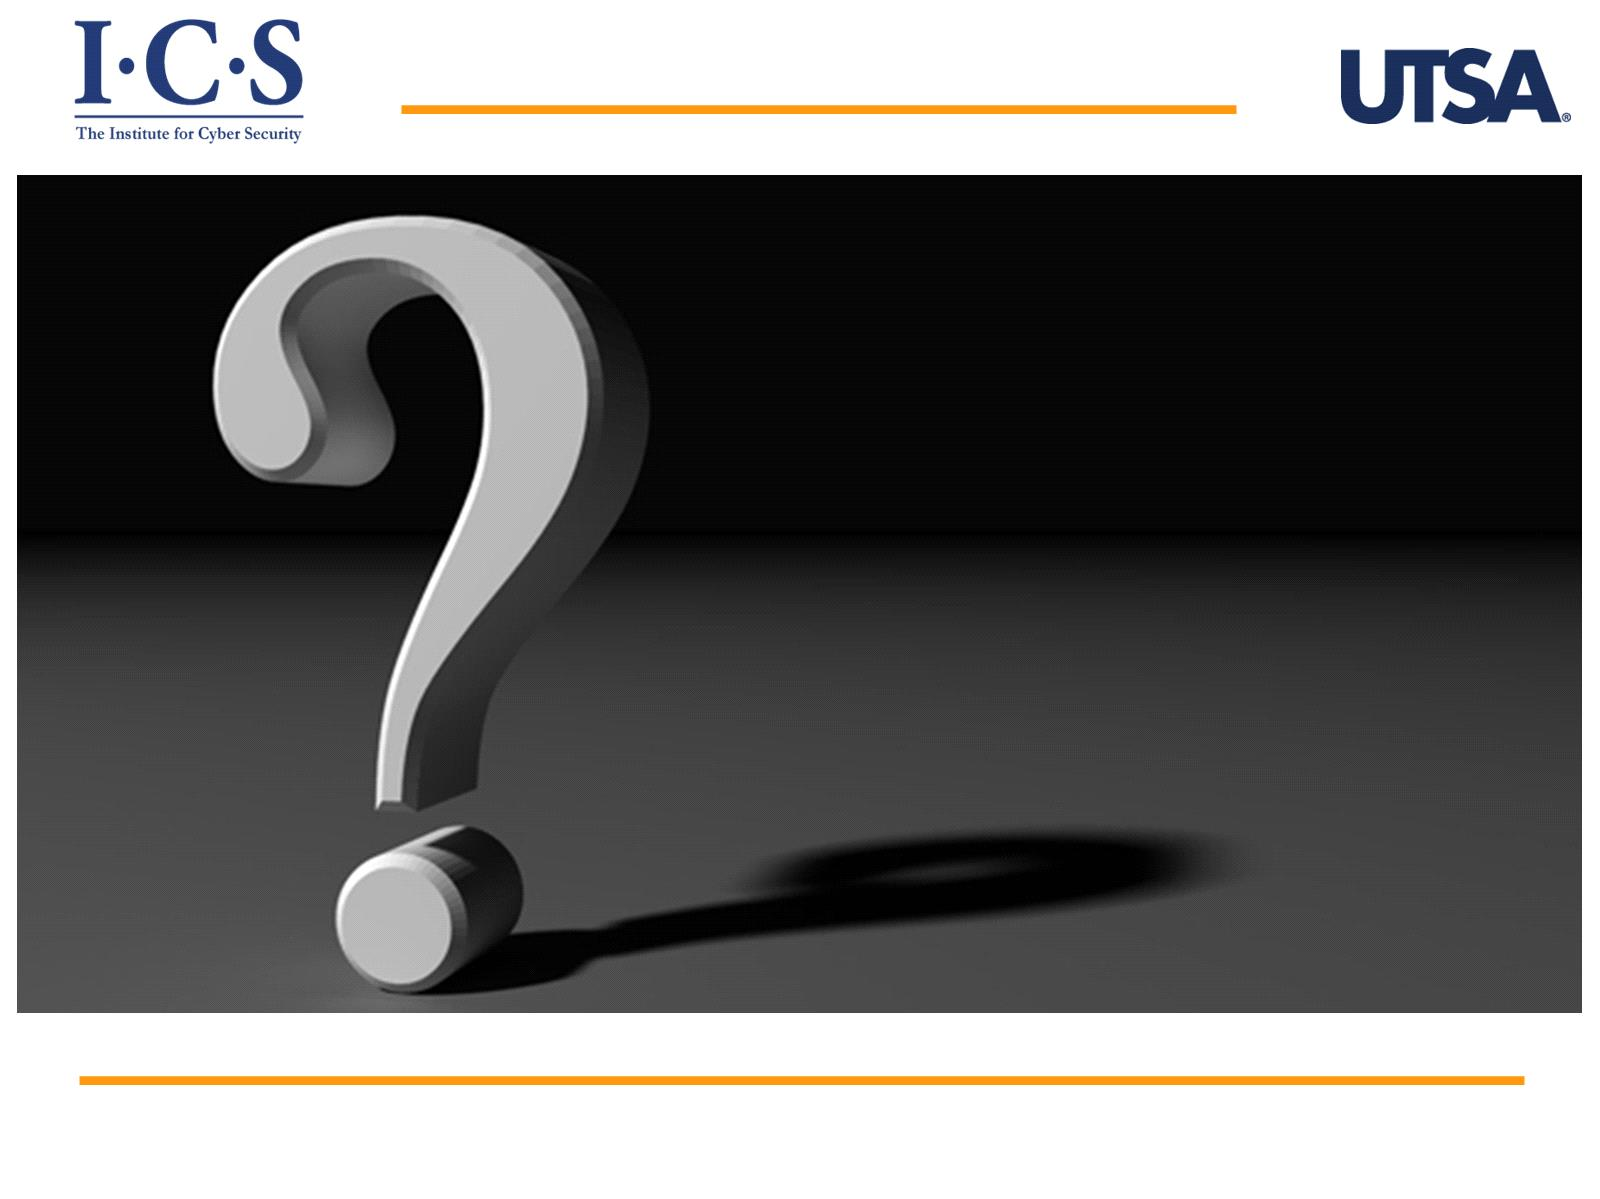 I·C·S
The Institute for Cyber Security
UTSA®
?